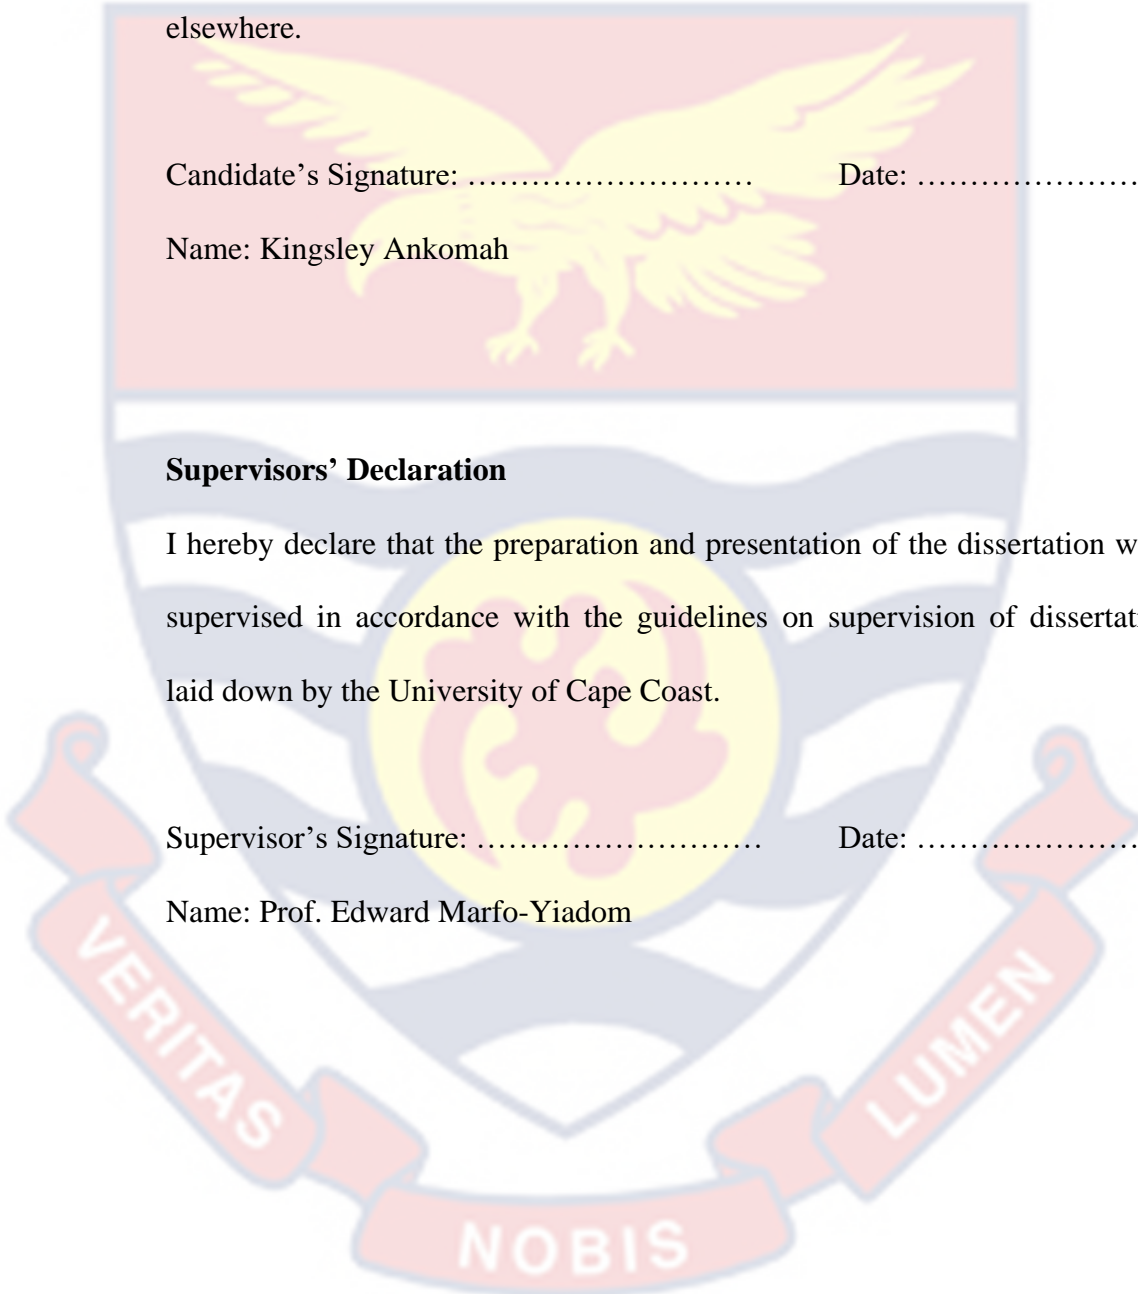 elsewhere.
Candidate’s Signature: ……………………… Date: …………………
Name: Kingsley Ankomah
Supervisors’ Declaration
I hereby declare that the preparation and presentation of the dissertation w
supervised in accordance with the guidelines on supervision of dissertati
laid down by the University of Cape Coast.
Supervisor’s Signature: ……………………… Date: …………………
Name: Prof. Edward Marfo-Yiadom
VERITAS
NOBIS
LUMEN